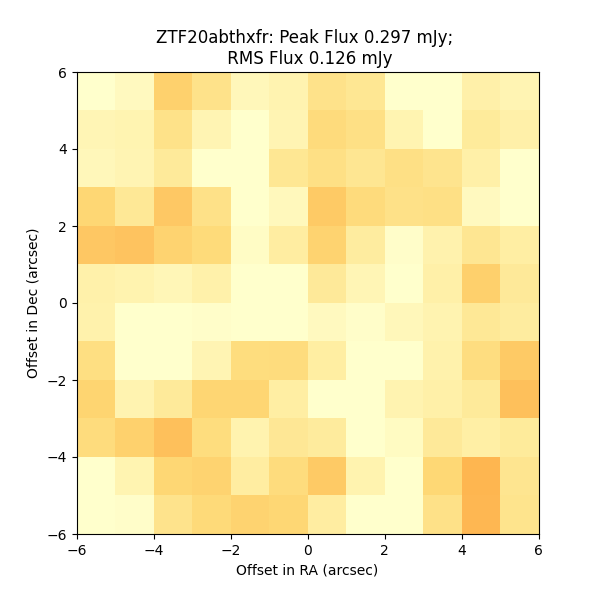 ZTF20abthxfr: Peak Flux 0.297 mJy;
RMS Flux 0.126 mJy
6
4
2
0
−2
−4
−6
Offset in Dec (arcsec)
−6 −4 −2 0 2 4 6
Offset in RA (arcsec)